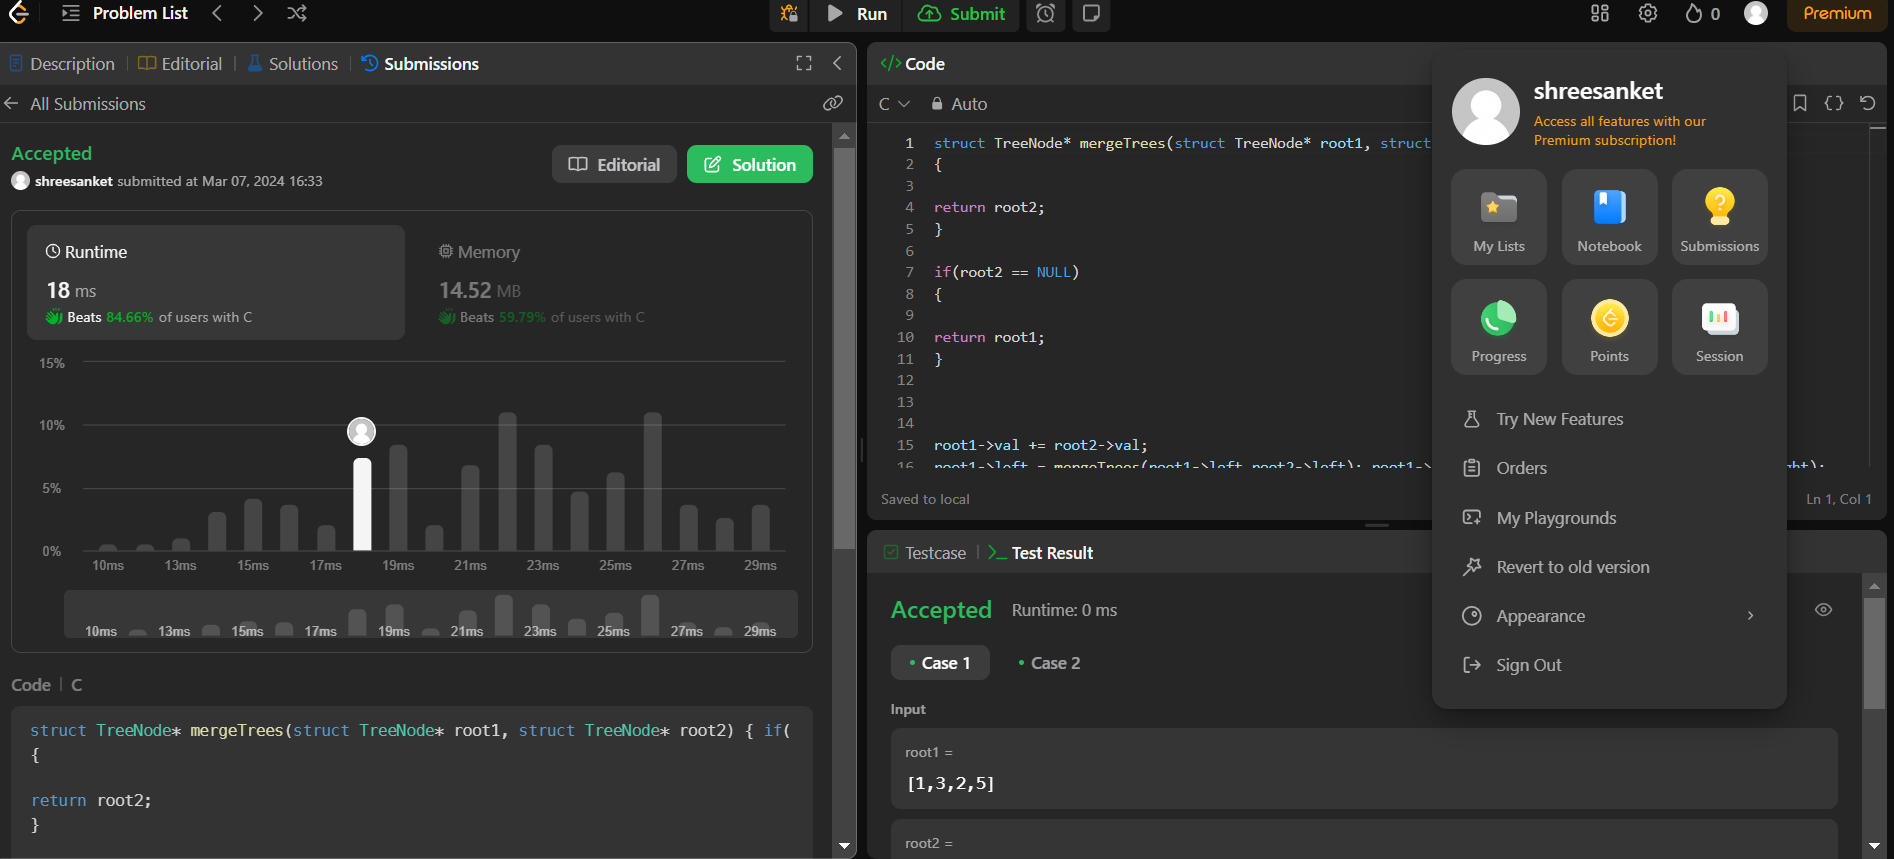 Problem List
Run
Submit
0
Premium
Description
Editorial
Solutions
Submissions
All Submissions
Accepted
shreesanket submitted at Mar 07, 2024 16:33
Editorial
Solution
Runtime
18 ms
Beats 84.66% of users with C
Memory
14.52 MB
Beats 59.79% of users with C
15%
10%
5%
0%
10ms 13ms 15ms 17ms 19ms 21ms 23ms 25ms 27ms 29ms
10ms 13ms 15ms 17ms 19ms 21ms 23ms 25ms 27ms 29ms
Code | C
struct TreeNode* mergeTrees(struct TreeNode* root1, struct TreeNode* root2) { if(
{
return root2;
}
Code
C
Auto
1 struct TreeNode* mergeTrees(struct TreeNode* root1, struct
2 {
3
4 return root2;
5 }
6
7 if(root2 == NULL)
8 {
9
10 return root1;
11 }
12
13
14
15 root1->val += root2->val;
16 root1->left = mergeTrees(root1->left,root2->left); root1->
Saved to local
Ln 1, Col 1
Testcase
Test Result
Accepted
Runtime: 0 ms
Case 1
Case 2
Input
root1 =
[1,3,2,5]
root2 =
shreesanket
Access all features with our
Premium subscription!
My Lists
Notebook
Submissions
Progress
Points
Session
Try New Features
Orders
My Playgrounds
Revert to old version
Appearance
Sign Out